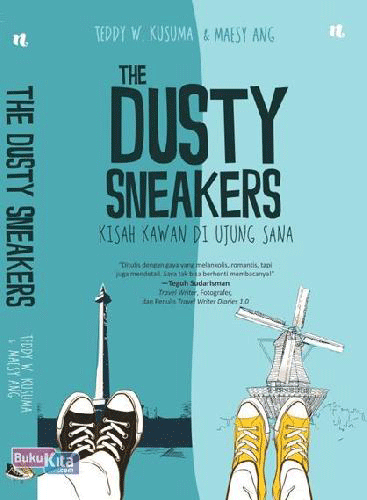 n
n
TEDDY W. KUSUMA & MAESY ANG
THE
DUSTY
SNEAKERS
KISAH KAWAN DI UJUNG SANA
"Ditulis dengan gaya yang melankolis, romantis, tapi
juga mendetail. Saya tak bisa berhenti membacanya!"
—Teguh Sudarisman
Travel Writer, Fotografer,
dan Penulis Travel Writer Diaries 1.0
THE DUSTY SNEAKERS
TEDDY W. KUSUMA
& MAESY ANG
BukuKita
.com